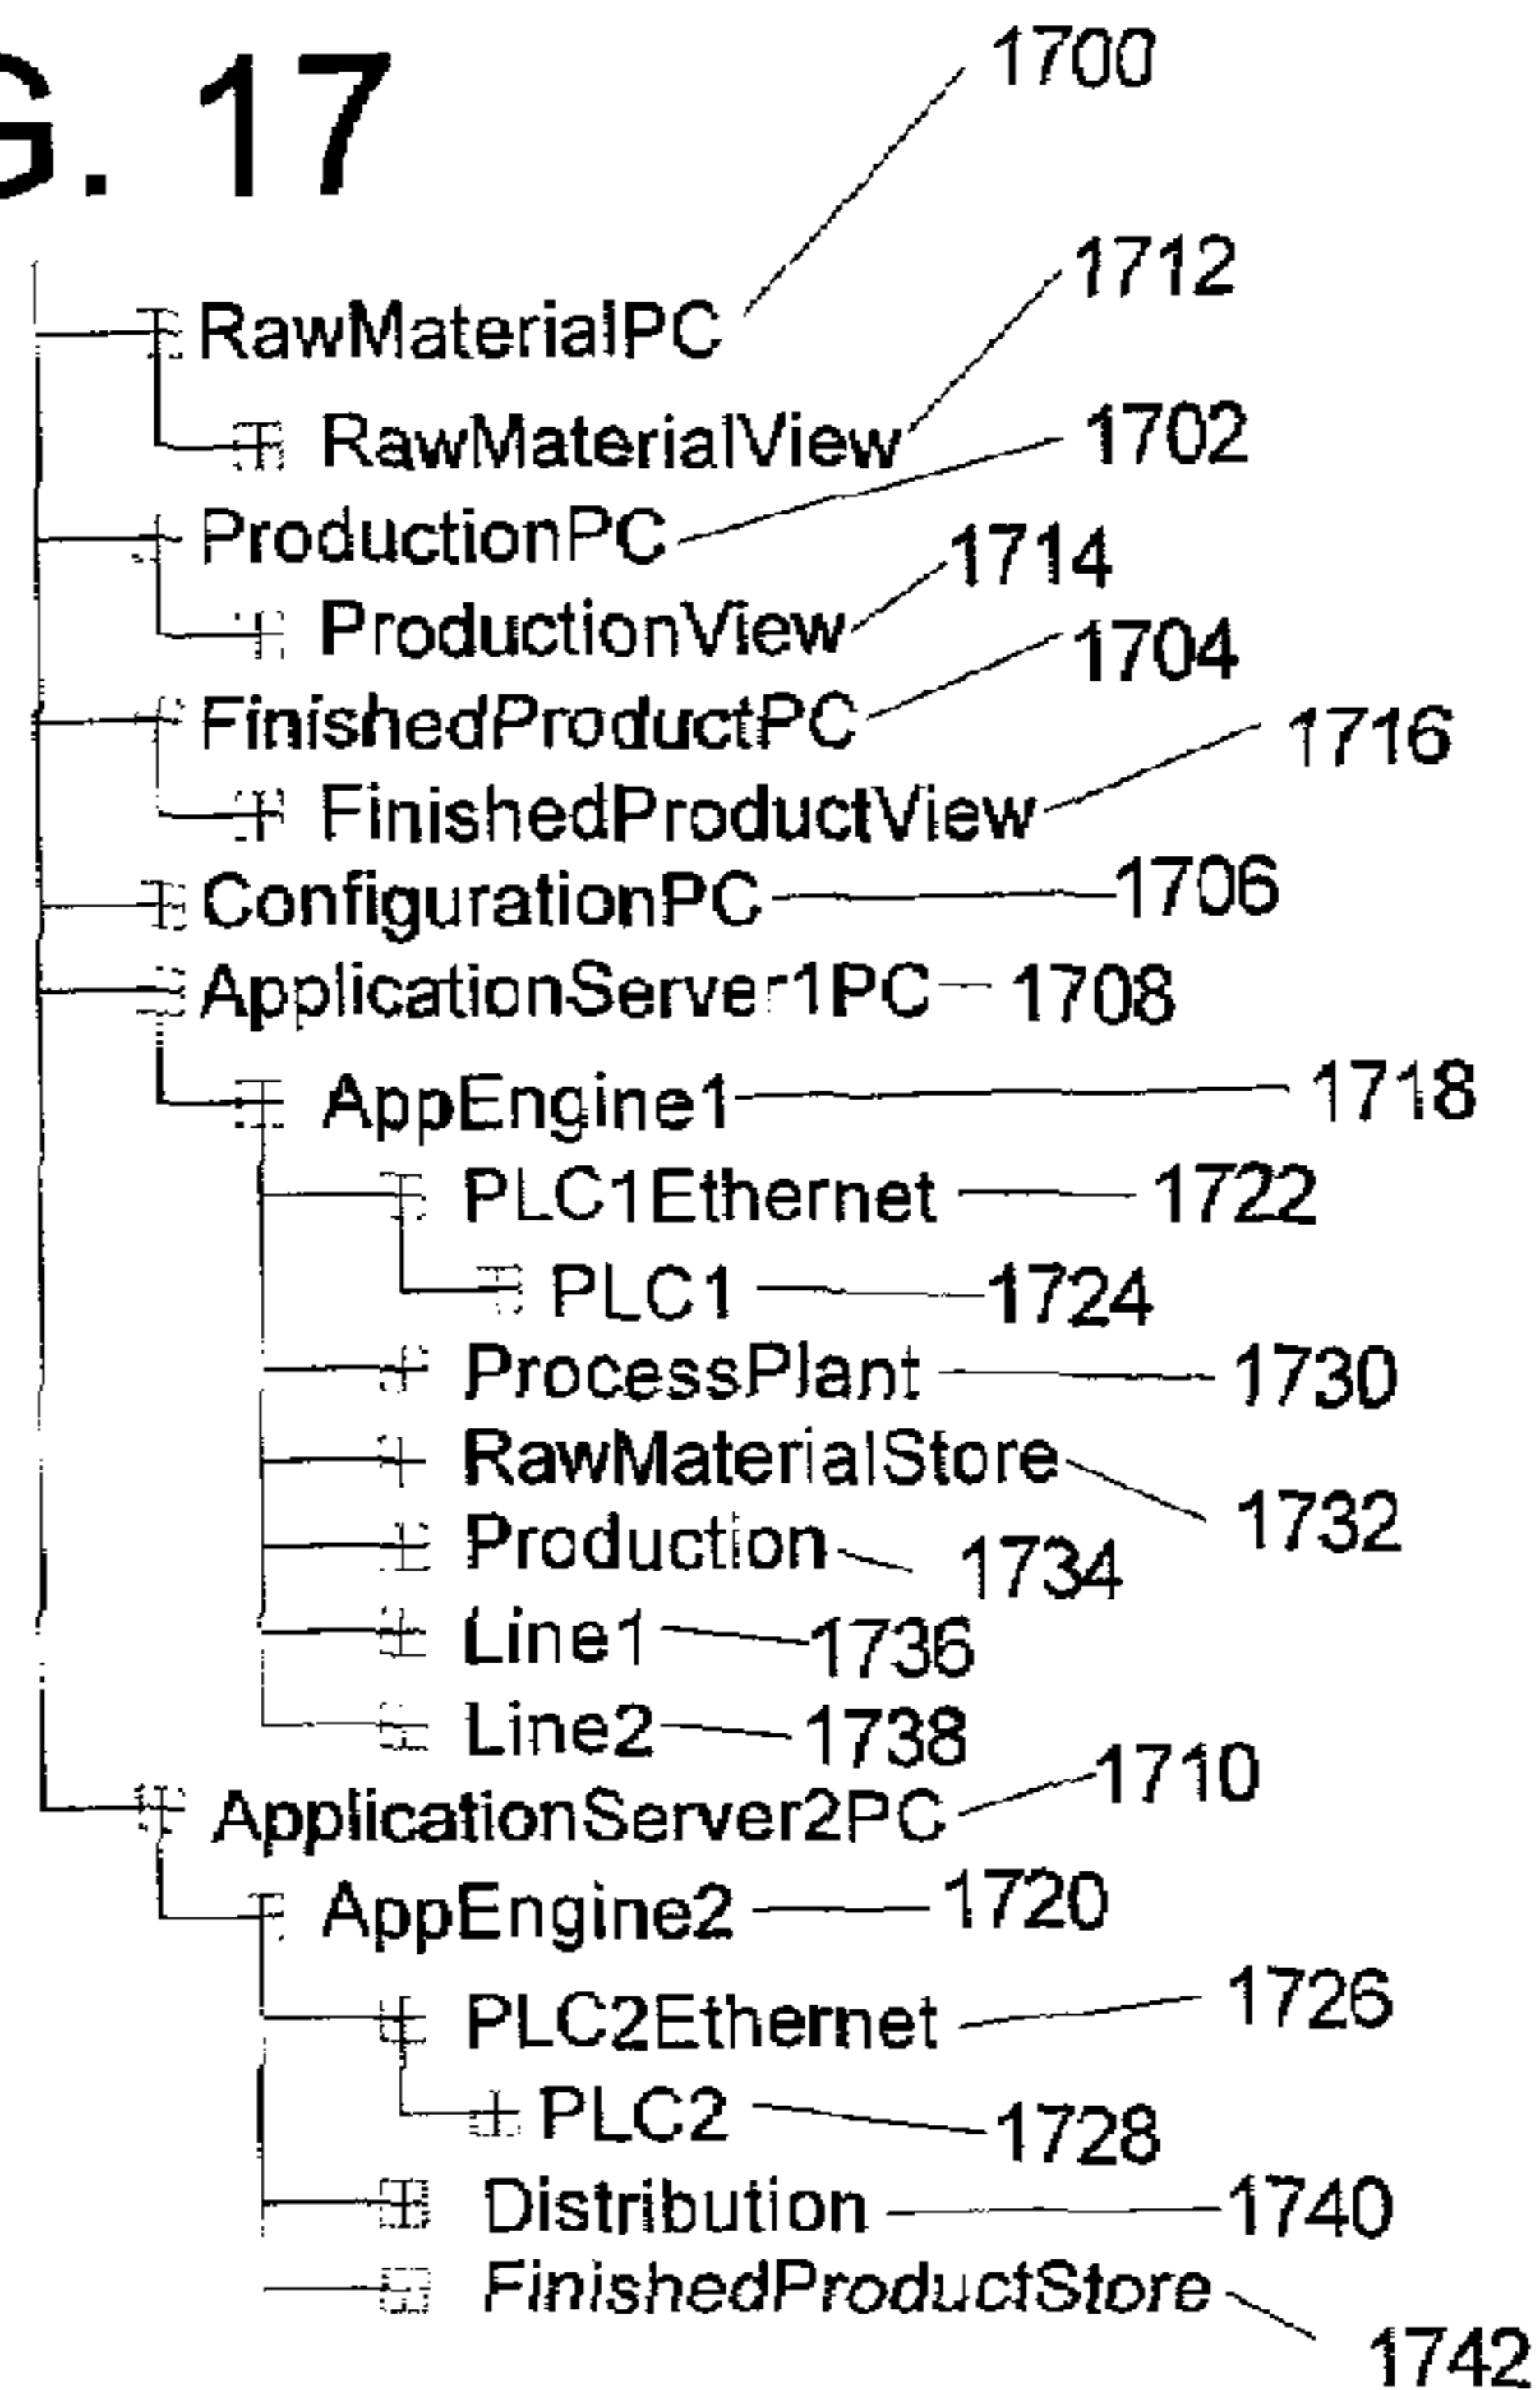 G. 17
1700
RawMaterialPC
1712
RawMaterialView
1702
ProductionPC
1714
ProductionView
1704
FinishedProductPC
1716
FinishedProductView
ConfigurationPC 1706
ApplicationServer1PC 1708
AppEngine1 1718
PLC1Ethernet 1722
PLC1 1724
ProcessPlant 1730
RawMaterialStore
1732
Production 1734
Line1 1736
Line2 1738
1710
ApplicationServer2PC
AppEngine2 1720
PLC2Ethernet 1726
PLC2 1728
Distribution 1740
FinishedProductStore
1742